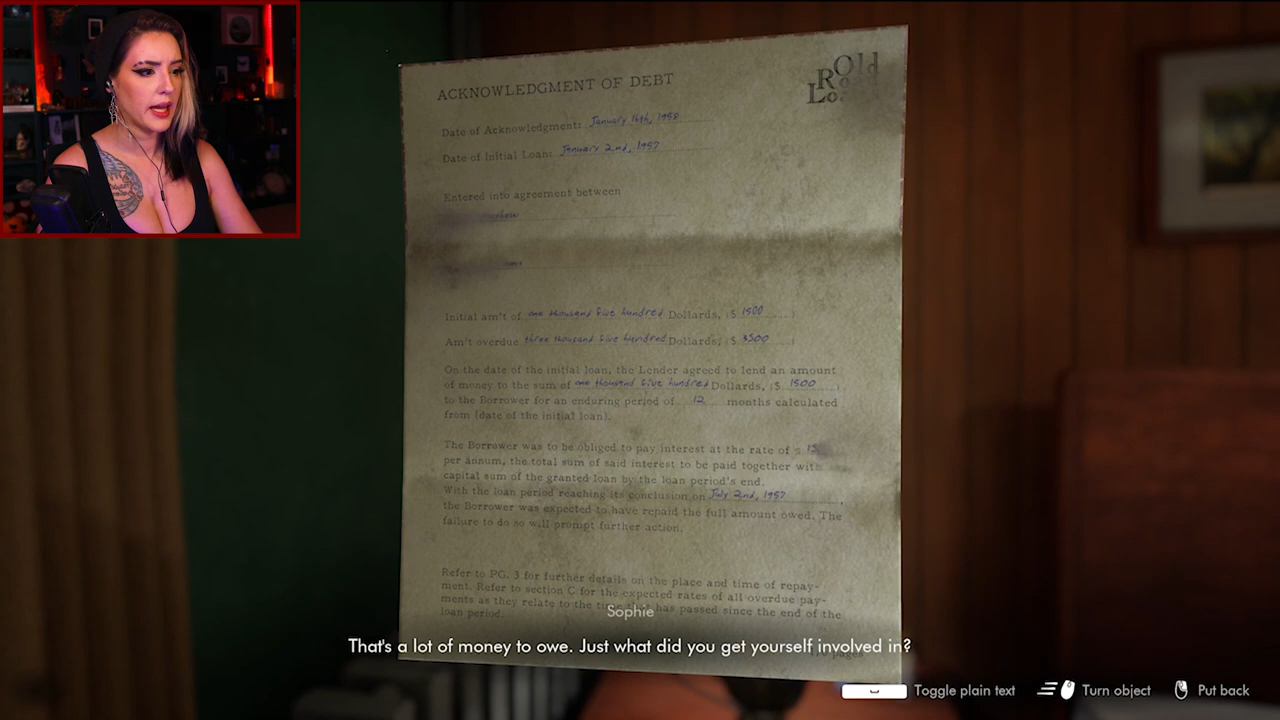 ACKNOWLEDGMENT OF DEBT
Old
Road
Date of Acknowledgment: January 16th, 1958
Date of Initial Loan: January 2nd, 1957
Entered into agreement between
Initial am't of one thousand five hundred Dollards, ($ 1500 )
Am't overdue three thousand five hundred Dollards, ($ 3500 )
On the date of the initial loan, the Lender agreed to lend an amount
of money to the sum of one thousand five hundred Dollards, ($ 1500 )
to the Borrower for an enduring period of 12 months calculated
from (date of the initial loan).
The Borrower was to be obliged to pay interest at the rate of
per annum, the total sum of said interest to be paid together with
capital sum of the granted loan by the loan period's end.
With the loan period reaching its conclusion on July 2nd, 1957,
the Borrower was expected to have repaid the full amount owed. The
failure to do so will prompt further action.
Refer to PG. 3 for further details on the place and time of repay-
ment. Refer to section C for the expected rates of all overdue pay-
ments as they relate to the has passed since the end of the
loan period.
Sophie
That's a lot of money to owe. Just what did you get yourself involved in?
Toggle plain text
Turn object
Put back